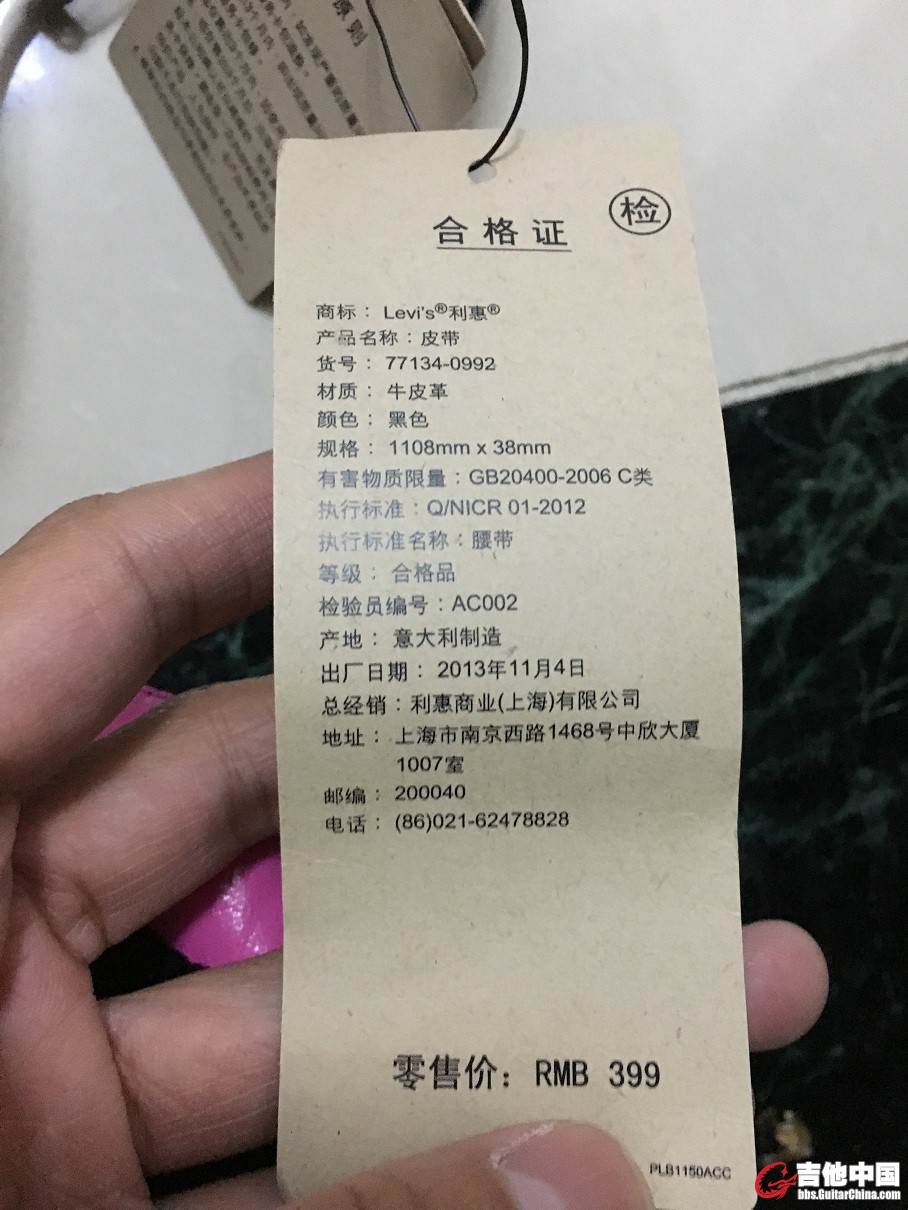 合格证
检
商标： Levi's®利惠®
产品名称：皮带
货号： 77134-0992
材质： 牛皮革
颜色： 黑色
规格： 1108mm x 38mm
有害物质限量：GB20400-2006 C类
执行标准：Q/NICR 01-2012
执行标准名称：腰带
等级： 合格品
检验员编号：AC002
产地： 意大利制造
出厂日期： 2013年11月4日
总经销：利惠商业(上海)有限公司
地址： 上海市南京西路1468号中欣大厦
1007室
邮编： 200040
电话： (86)021-62478828
零售价：RMB 399
PLB1150ACC
吉他中国
bbs.GuitarChina.com